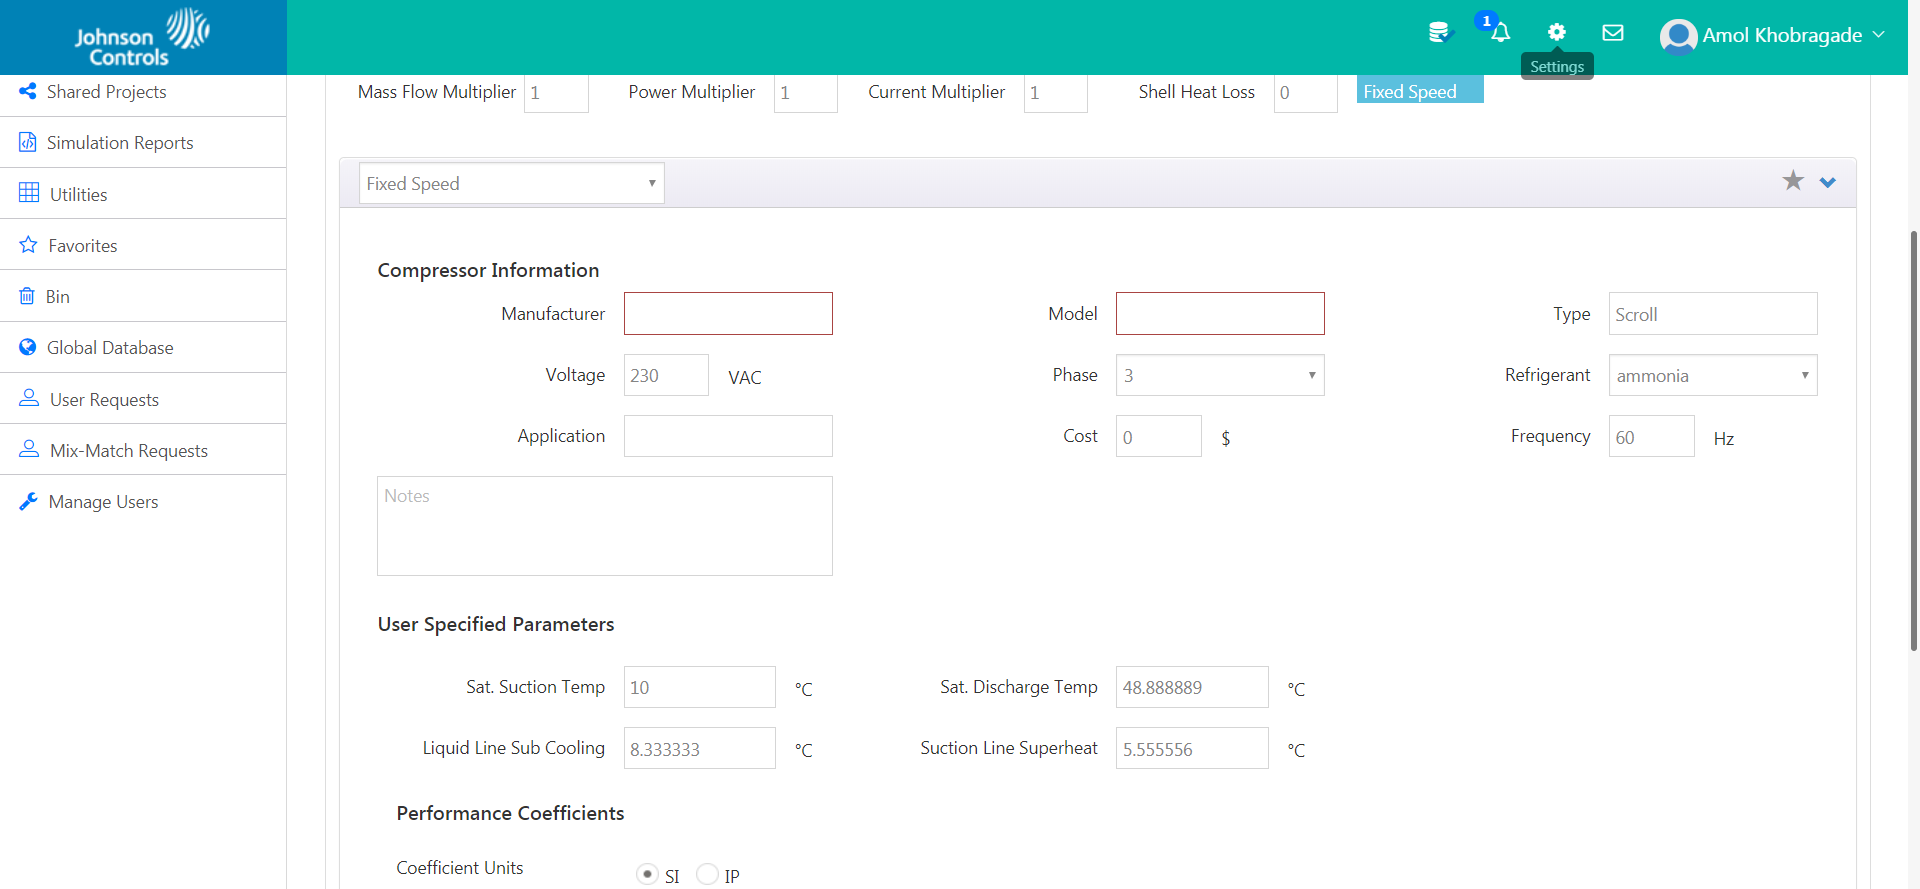 Johnson
Controls
1
Amol Khobragade
Settings
Shared Projects
Simulation Reports
Utilities
Favorites
Bin
Global Database
User Requests
Mix-Match Requests
Manage Users
Mass Flow Multiplier 1 Power Multiplier 1 Current Multiplier 1 Shell Heat Loss 0 Fixed Speed
Fixed Speed
Compressor Information
Manufacturer Model Type Scroll
Voltage 230 VAC Phase 3 Refrigerant ammonia
Application Cost 0 $ Frequency 60 Hz
Notes
User Specified Parameters
Sat. Suction Temp 10 °C Sat. Discharge Temp 48.888889 °C
Liquid Line Sub Cooling 8.333333 °C Suction Line Superheat 5.555556 °C
Performance Coefficients
Coefficient Units SI IP